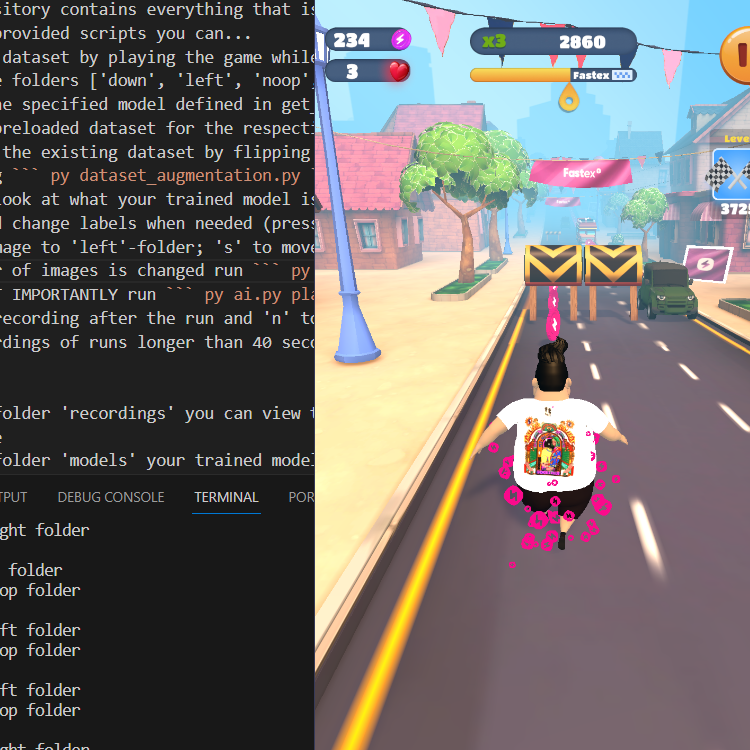 sitory contains everything that is
provided scripts you can...
dataset by playing the game while
e folders ['down', 'left', 'noop',
he specified model defined in get_
preloaded dataset for the respecti
the existing dataset by flipping
g ``` py dataset_augmentation.py
look at what your trained model is
d change labels when needed (press
mage to 'left'-folder; 's' to move
r of images is changed run ``` py
T IMPORTANTLY run ``` py ai.py pla
recording after the run and 'n' to
rdings of runs longer than 40 seco
folder 'recordings' you can view t
e
folder 'models' your trained model
TPUT DEBUG CONSOLE TERMINAL POR
ght folder
folder
op folder
ft folder
op folder
ft folder
op folder
ght folder
234
x3 2860
3
Fastex
Leve
Fastex
3725